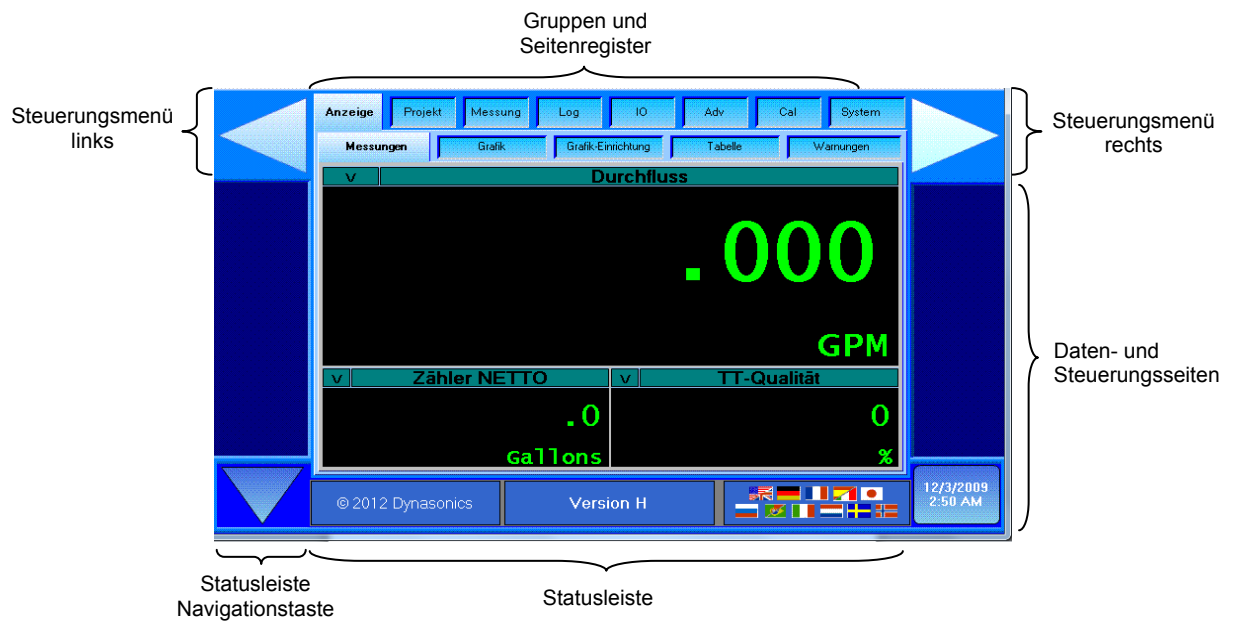 Gruppen und
Seitenregister
Steuerungsmenü
links
Steuerungsmenü
rechts
Anzeige Projekt Messung Log IO Adv Cal System
Messungen Grafik Grafik-Einrichtung Tabelle Warnungen
v Durchfluss
.000
GPM
Daten- und
Steuerungsseiten
v Zähler NETTO v TT-Qualität
.0 0
Gallons %
© 2012 Dynasonics Version H 12/3/2009
2:50 AM
Statusleiste
Navigationstaste
Statusleiste